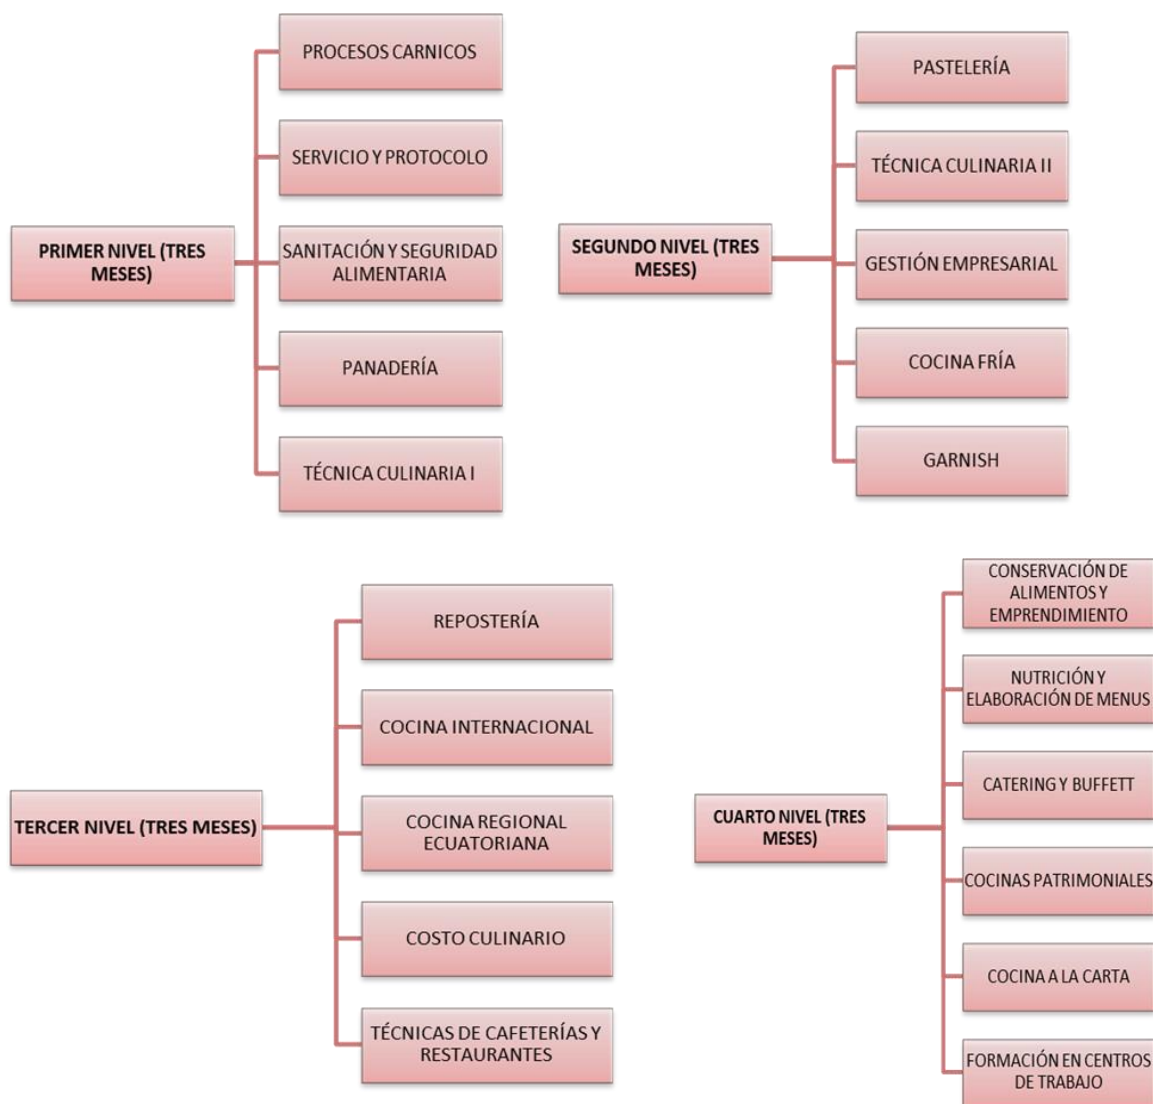 PRIMER NIVEL (TRES
MESES)
PROCESOS CARNICOS
SERVICIO Y PROTOCOLO
SANITACIÓN Y SEGURIDAD
ALIMENTARIA
PANADERÍA
TÉCNICA CULINARIA I
SEGUNDO NIVEL (TRES
MESES)
PASTELERÍA
TÉCNICA CULINARIA II
GESTIÓN EMPRESARIAL
COCINA FRÍA
GARNISH
TERCER NIVEL (TRES MESES)
REPOSTERÍA
COCINA INTERNACIONAL
COCINA REGIONAL
ECUATORIANA
COSTO CULINARIO
TÉCNICAS DE CAFETERÍAS Y
RESTAURANTES
CUARTO NIVEL (TRES
MESES)
CONSERVACIÓN DE
ALIMENTOS Y
EMPRENDIMIENTO
NUTRICIÓN Y
ELABORACIÓN DE MENUS
CATERING Y BUFFETT
COCINAS PATRIMONIALES
COCINA A LA CARTA
FORMACIÓN EN CENTROS
DE TRABAJO